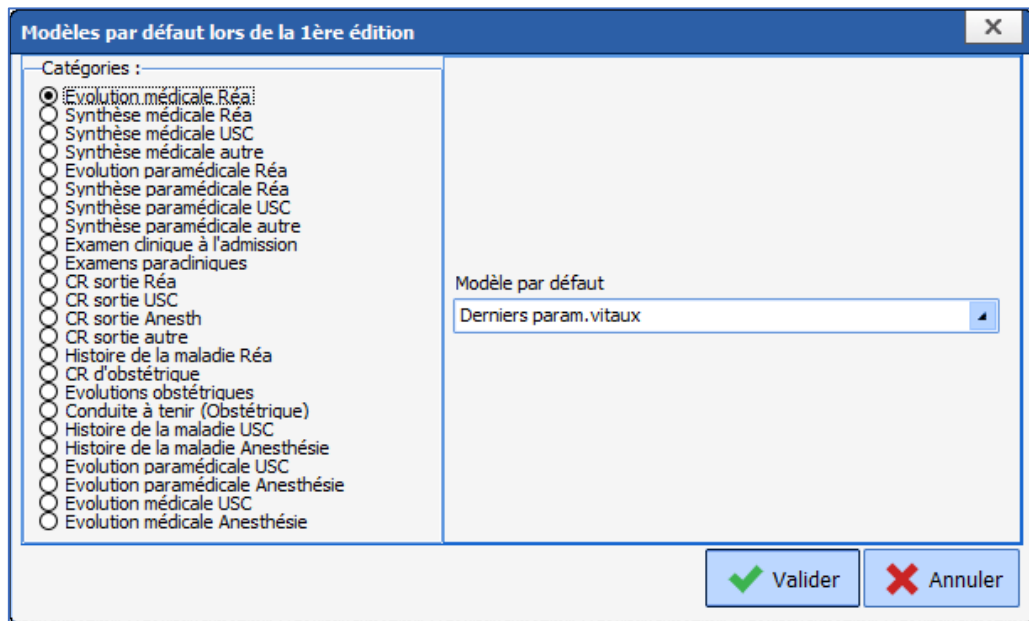 Modèles par défaut lors de la 1ère édition
Catégories :
Evolution médicale Réa
Synthèse médicale Réa
Synthèse médicale USC
Synthèse médicale autre
Evolution paramédicale Réa
Synthèse paramédicale Réa
Synthèse paramédicale USC
Synthèse paramédicale autre
Examen clinique à l'admission
Examens paracliniques
CR sortie Réa
CR sortie USC
CR sortie Anesth
CR sortie autre
Histoire de la maladie Réa
CR d'obstétrique
Evolutions obstétriques
Conduite à tenir (Obstétrique)
Histoire de la maladie USC
Histoire de la maladie Anesthésie
Evolution paramédicale USC
Evolution paramédicale Anesthésie
Evolution médicale USC
Evolution médicale Anesthésie
Modèle par défaut
Derniers param.vitaux
Valider
Annuler